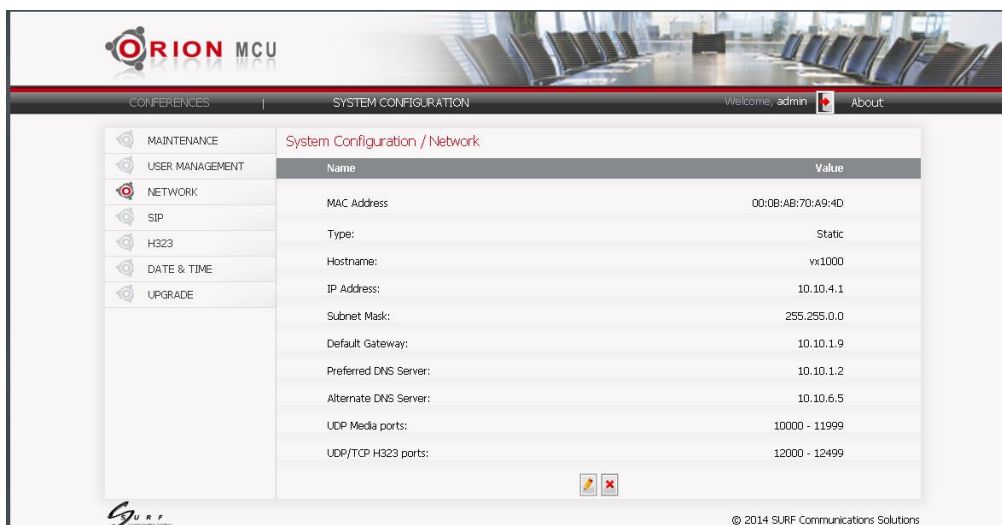 ORION MCU
CONFERENCES | SYSTEM CONFIGURATION Welcome, admin About
MAINTENANCE
USER MANAGEMENT
NETWORK
SIP
H323
DATE & TIME
UPGRADE
System Configuration / Network
Name Value
MAC Address 00:0B:AB:70:A9:4D
Type: Static
Hostname: vx1000
IP Address: 10.10.4.1
Subnet Mask: 255.255.0.0
Default Gateway: 10.10.1.9
Preferred DNS Server: 10.10.1.2
Alternate DNS Server: 10.10.6.5
UDP Media ports: 10000 - 11999
UDP/TCP H323 ports: 12000 - 12499
SURF
© 2014 SURF Communications Solutions